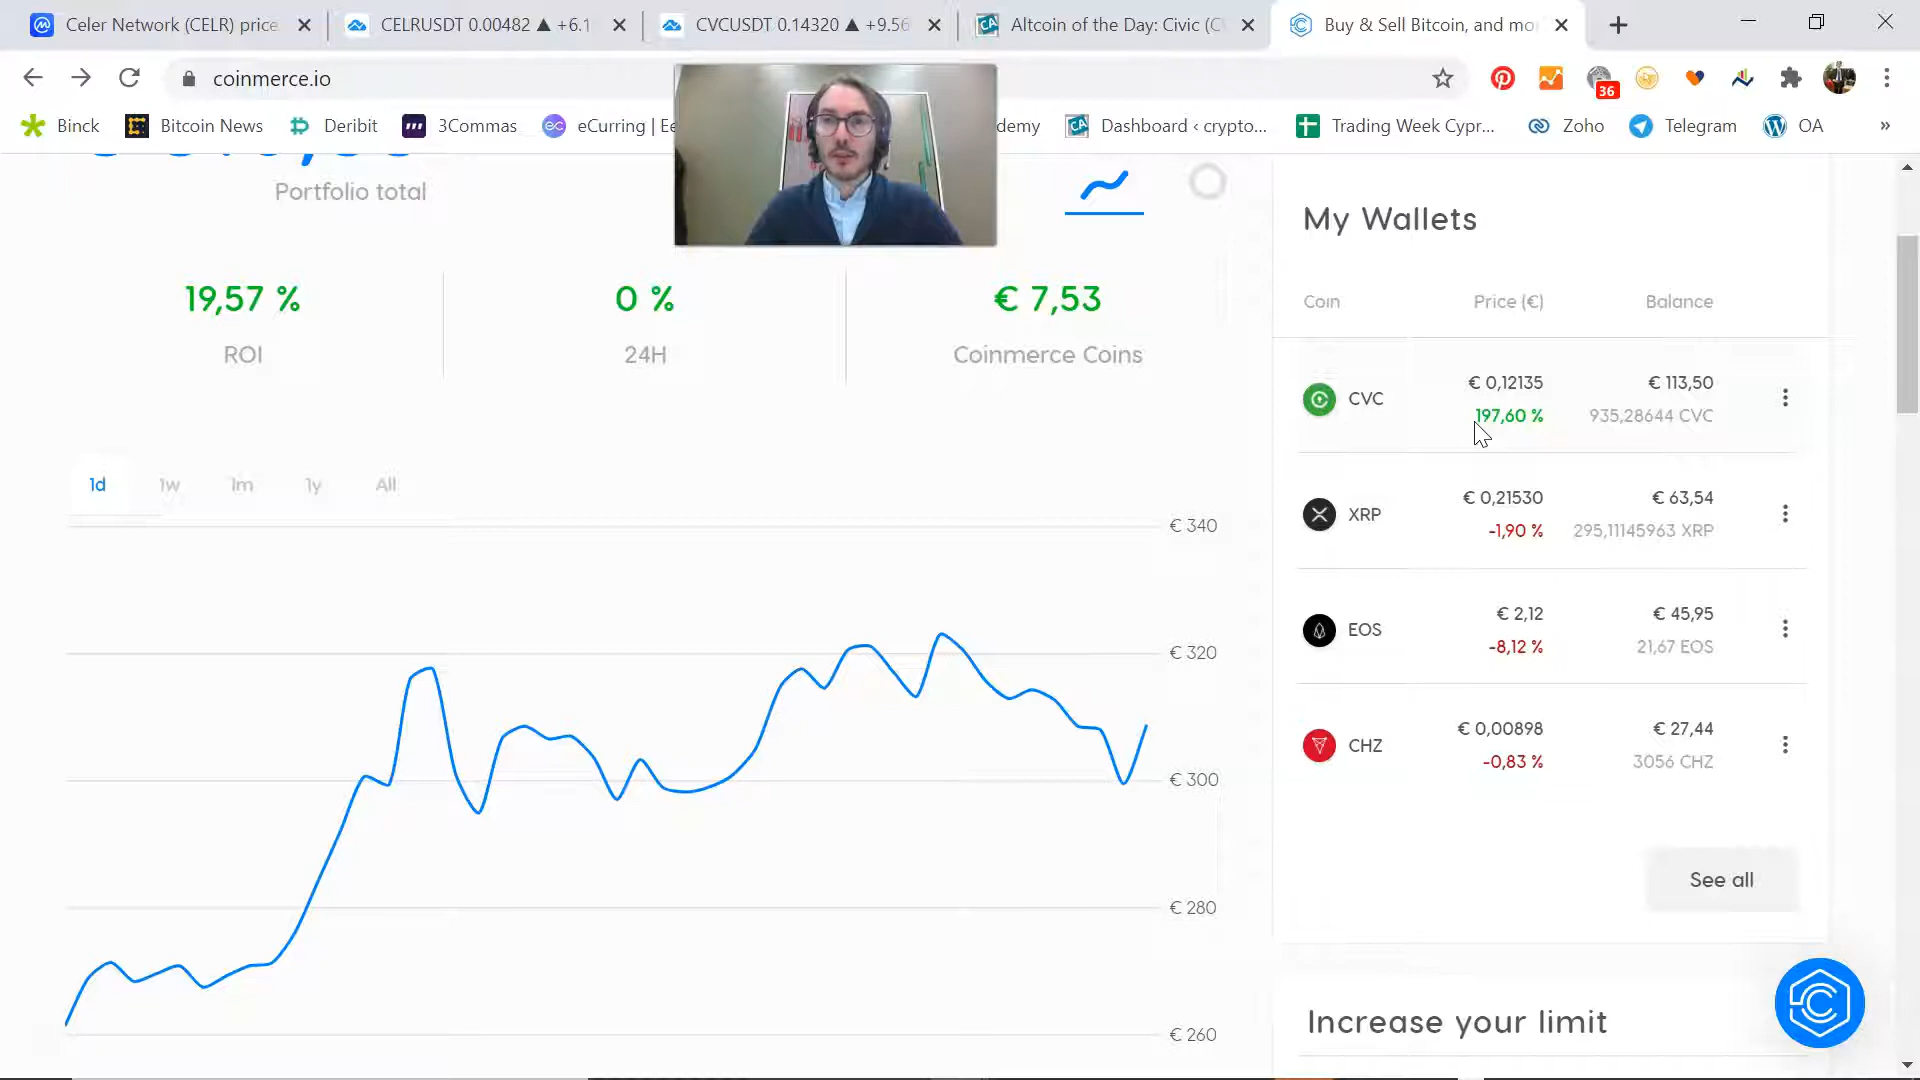 Celer Network (CELR) price
CELRUSDT 0.00482 ▲ +6.1
CVCUSDT 0.14320 ▲ +9.56
Altcoin of the Day: Civic (C
Buy & Sell Bitcoin, and mo
coinmerce.io
36
Binck
Bitcoin News
Deribit
3Commas
eCurring | Ee
demy
Dashboard ‹ crypto...
Trading Week Cypr...
Zoho
Telegram
OA
»
Portfolio total
19,57 %
ROI
0 %
24H
€ 7,53
Coinmerce Coins
1d 1w 1m 1y All
€ 340
€ 320
€ 300
€ 280
€ 260
My Wallets
Coin Price (€) Balance
CVC € 0,12135 € 113,50
197,60 % 935,28644 CVC
XRP € 0,21530 € 63,54
-1,90 % 295,11145963 XRP
EOS € 2,12 € 45,95
-8,12 % 21,67 EOS
CHZ € 0,00898 € 27,44
-0,83 % 3056 CHZ
See all
Increase your limit